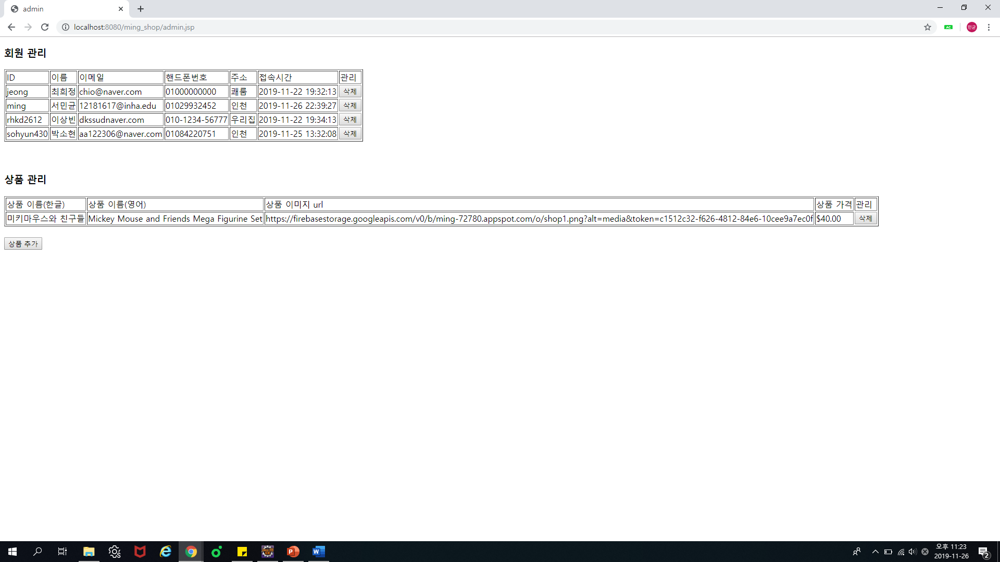 admin
localhost:8080/ming_shop/admin.jsp
AC
민균
회원 관리
ID 이름 이메일 핸드폰번호 주소 접속시간 관리
jeong 최희정 chio@naver.com 01000000000 쾌룸 2019-11-22 19:32:13 삭제
ming 서민균 12181617@inha.edu 01029932452 인천 2019-11-26 22:39:27 삭제
rhkd2612 이상빈 dkssudnaver.com 010-1234-56777 우리집 2019-11-22 19:34:13 삭제
sohyun430 박소현 aa122306@naver.com 01084220751 인천 2019-11-25 13:32:08 삭제
상품 관리
상품 이름(한글) 상품 이름(영어) 상품 이미지 url 상품 가격 관리
미키마우스와 친구들 Mickey Mouse and Friends Mega Figurine Set https://firebasestorage.googleapis.com/v0/b/ming-72780.appspot.com/o/shop1.png?alt=media&token=c1512c32-f626-4812-84e6-10cee9a7ec0f $40.00 삭제
상품 추가
오후 11:23
2019-11-26
2